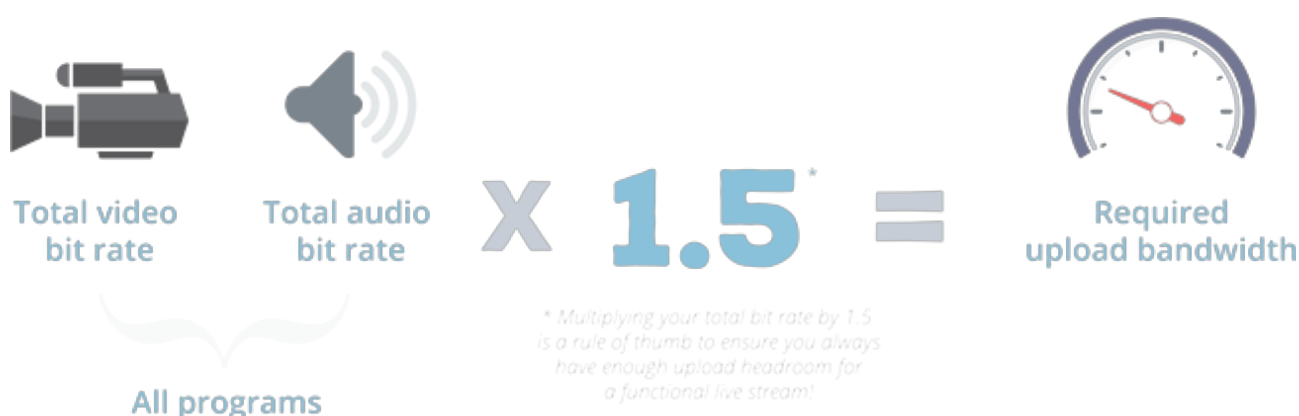 Total video
bit rate
Total audio
bit rate
All programs
X 1.5* =
* Multiplying your total bit rate by 1.5
is a rule of thumb to ensure you always
have enough upload headroom for
a functional live stream!
Required
upload bandwidth